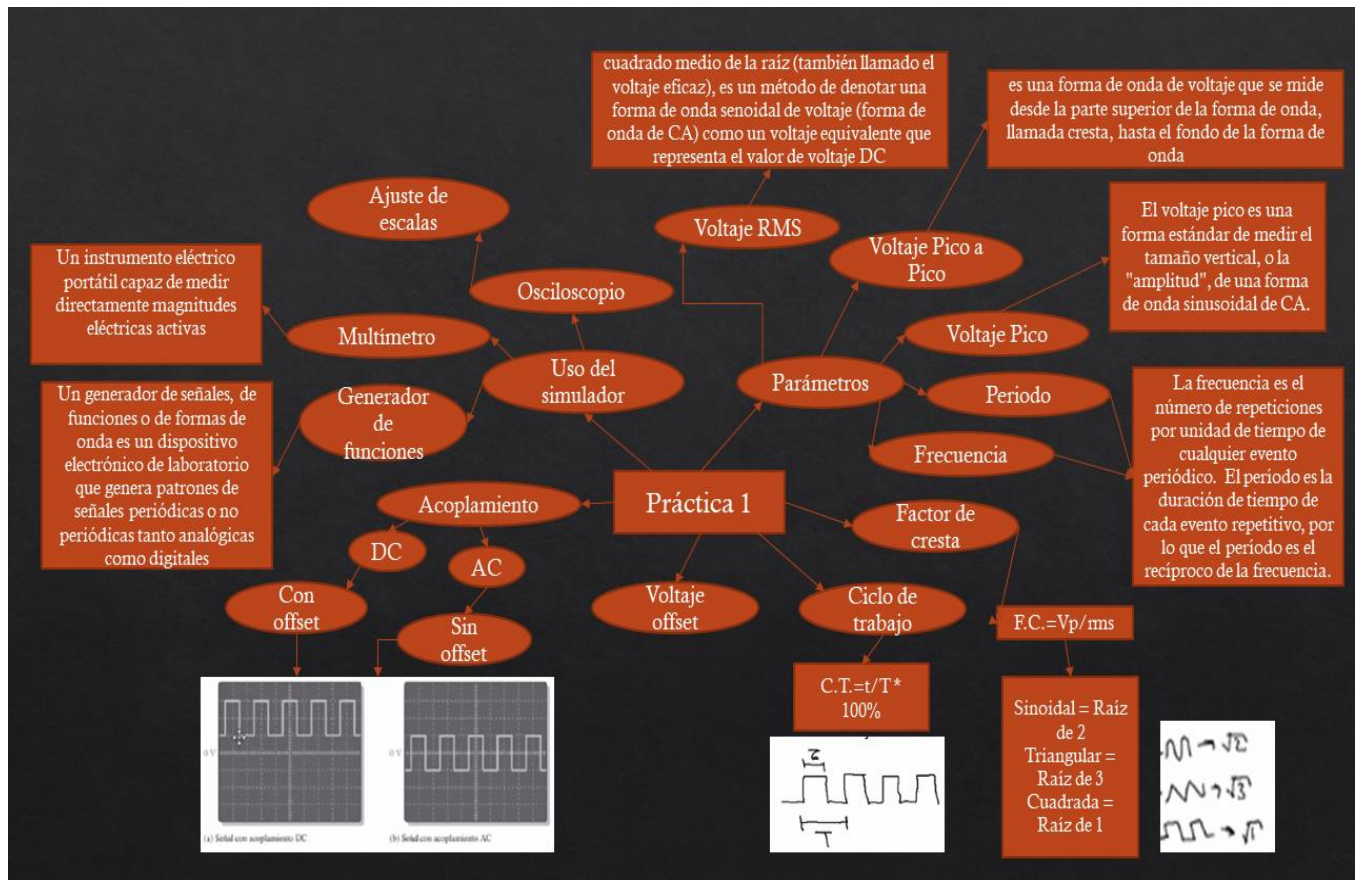 cuadrado medio de la raíz (también llamado el
voltaje eficaz), es un método de denotar una
forma de onda senoidal de voltaje (forma de
onda de CA) como un voltaje equivalente que
representa el valor de voltaje DC
es una forma de onda de voltaje que se mide
desde la parte superior de la forma de onda,
llamada cresta, hasta el fondo de la forma de
onda
Ajuste de
escalas
Voltaje RMS
Voltaje Pico a
Pico
El voltaje pico es una
forma estándar de medir el
tamaño vertical, o la
"amplitud", de una forma
de onda sinusoidal de CA.
Un instrumento eléctrico
portátil capaz de medir
directamente magnitudes
eléctricas activas
Osciloscopio
Multímetro
Voltaje Pico
Uso del
simulador
Parámetros
Periodo
Un generador de señales, de
funciones o de formas de
onda es un dispositivo
electrónico de laboratorio
que genera patrones de
señales periódicas o no
periódicas tanto analógicas
como digitales
Generador
de
funciones
Frecuencia
La frecuencia es el
número de repeticiones
por unidad de tiempo de
cualquier evento
periódico. El período es la
duración de tiempo de
cada evento repetitivo, por
lo que el período es el
recíproco de la frecuencia.
Acoplamiento
Práctica 1
Factor de
cresta
DC
AC
Con
offset
Sin
offset
Voltaje
offset
Ciclo de
trabajo
F.C.=Vp/rms
C.T.=t/T*
100%
Sinoidal = Raíz
de 2
Triangular =
Raíz de 3
Cuadrada =
Raíz de 1
0 V
0 V
(a) Señal con acoplamiento DC
(b) Señal con acoplamiento AC
T
√2
√3
√1